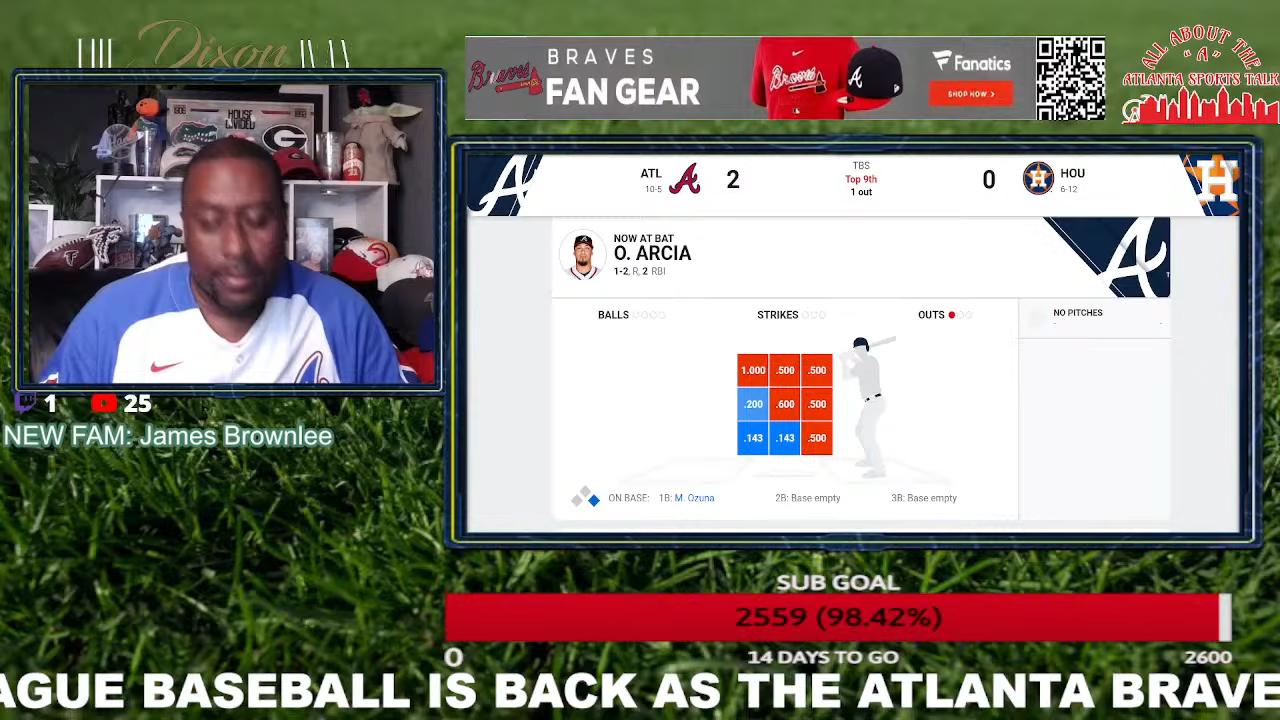 Dixon
BRAVES
FAN GEAR
Braves
Fanatics
SHOP NOW >
ALL ABOUT THE
"A"
ATLANTA SPORTS TALK
HOUSE
DIVIDED
G
ATL
10-5
2
TBS
Top 9th
1 out
0
HOU
6-12
NOW AT BAT
O. ARCIA
1-2, R, 2 RBI
BALLS
STRIKES
OUTS
NO PITCHES
1.000 .500 .500
.200 .600 .500
.143 .143 .500
ON BASE: 1B: M. Ozuna 2B: Base empty 3B: Base empty
1 25
NEW FAM: James Brownlee
SUB GOAL
2559 (98.42%)
0 14 DAYS TO GO 2600
AGUE BASEBALL IS BACK AS THE ATLANTA BRAVE